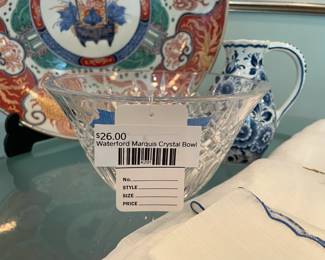 $26.00
Waterford Marquis Crystal Bowl
No.
STYLE
SIZE
PRICE